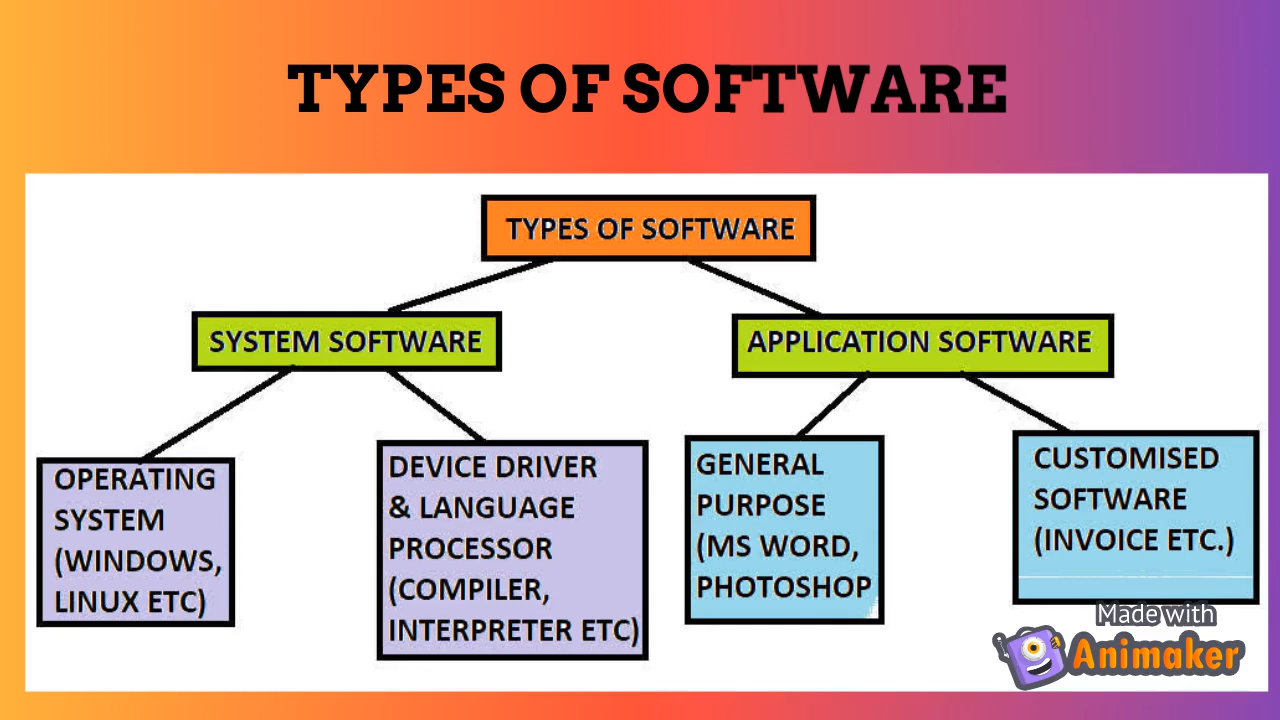 TYPES OF SOFTWARE
TYPES OF SOFTWARE
SYSTEM SOFTWARE
APPLICATION SOFTWARE
OPERATING
SYSTEM
(WINDOWS,
LINUX ETC)
DEVICE DRIVER
& LANGUAGE
PROCESSOR
(COMPILER,
INTERPRETER ETC)
GENERAL
PURPOSE
(MS WORD,
PHOTOSHOP
CUSTOMISED
SOFTWARE
(INVOICE ETC.)
Made with
Animaker